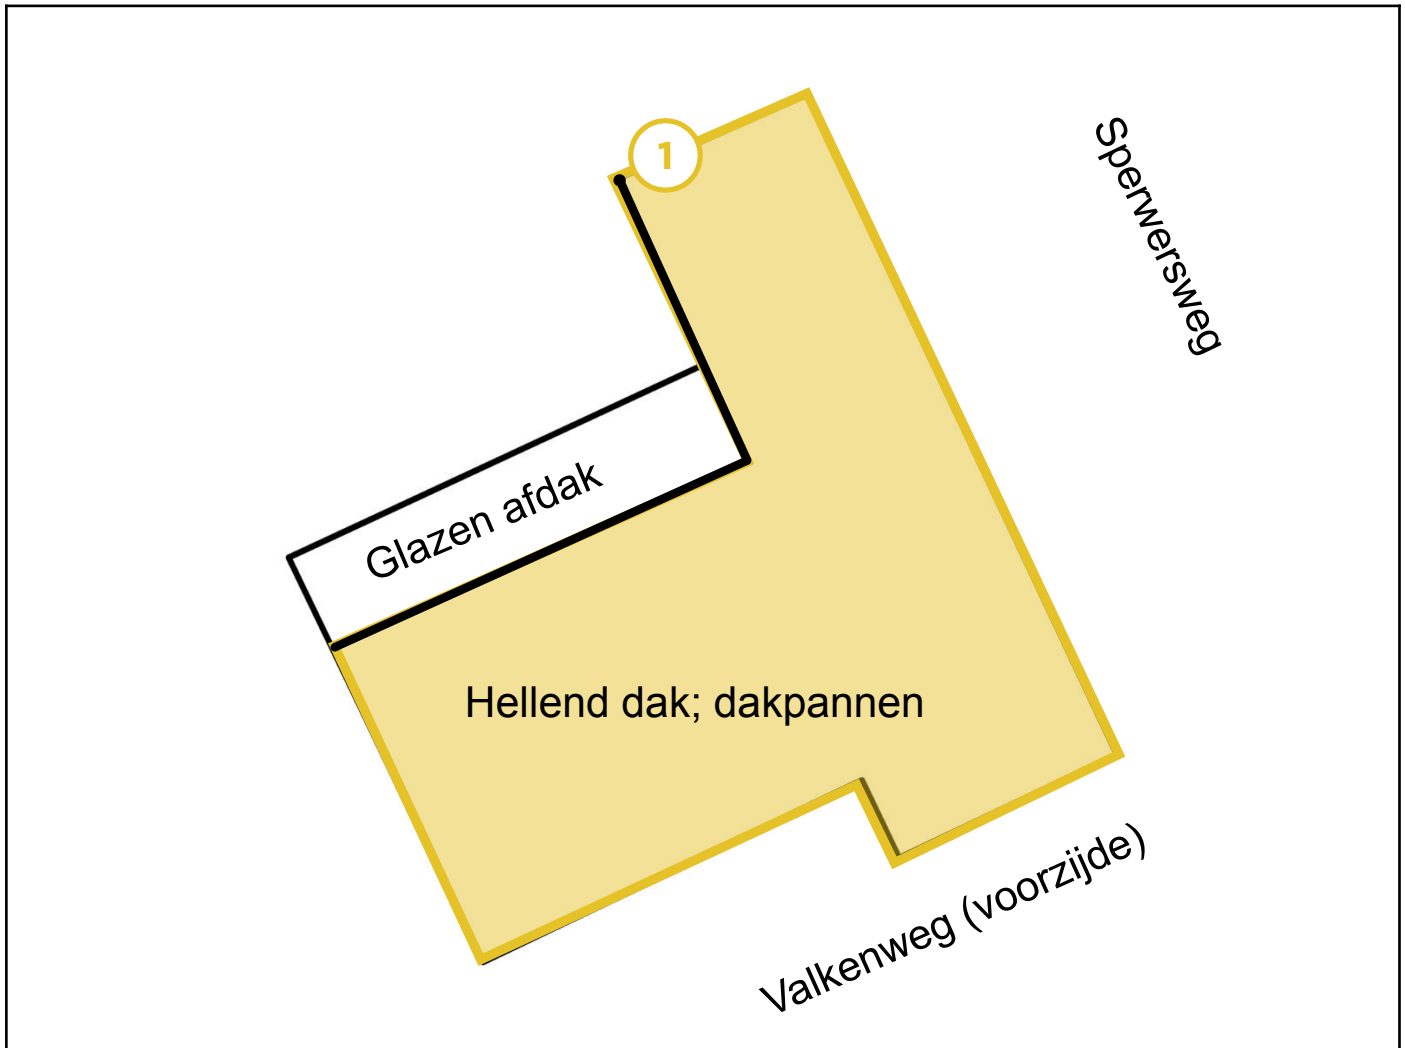 1
Sperwersweg
Glazen afdak
Hellend dak; dakpannen
Valkenweg (voorzijde)